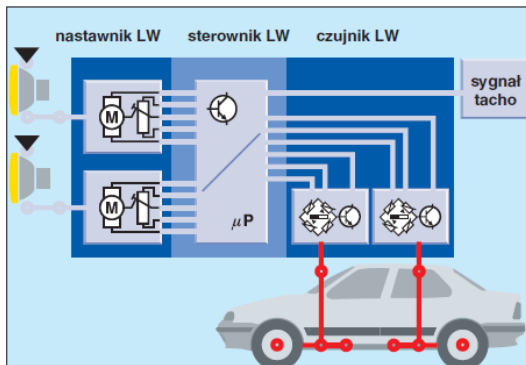 nastawnik LW sterownik LW czujnik LW
sygnał
tacho
M
M
μP